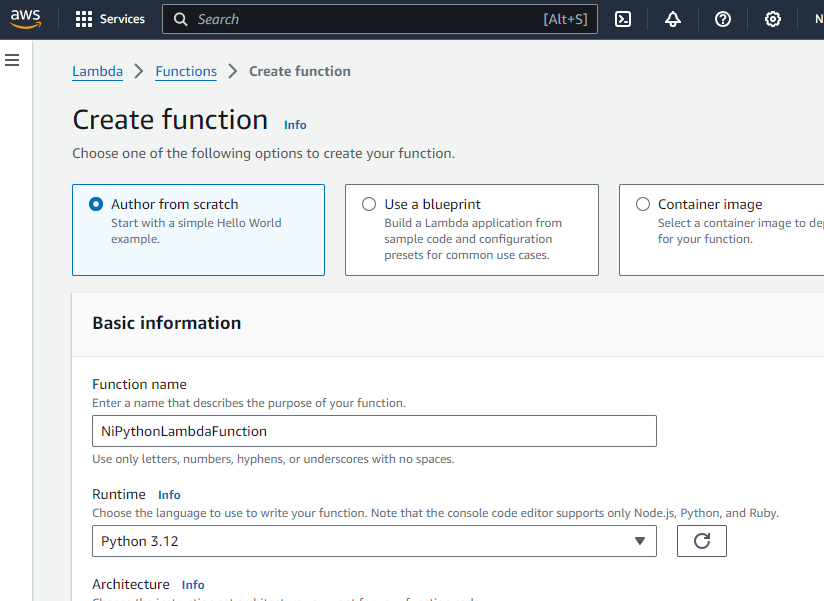 aws
Services
Search [Alt+S]
N
Lambda > Functions > Create function
Create function Info
Choose one of the following options to create your function.
Author from scratch
Start with a simple Hello World
example.
Use a blueprint
Build a Lambda application from
sample code and configuration
presets for common use cases.
Container image
Select a container image to
for your function.
Basic information
Function name
Enter a name that describes the purpose of your function.
NiPythonLambdaFunction
Use only letters, numbers, hyphens, or underscores with no spaces.
Runtime Info
Choose the language to use to write your function. Note that the console code editor supports only Node.js, Python, and Ruby.
Python 3.12
Architecture Info